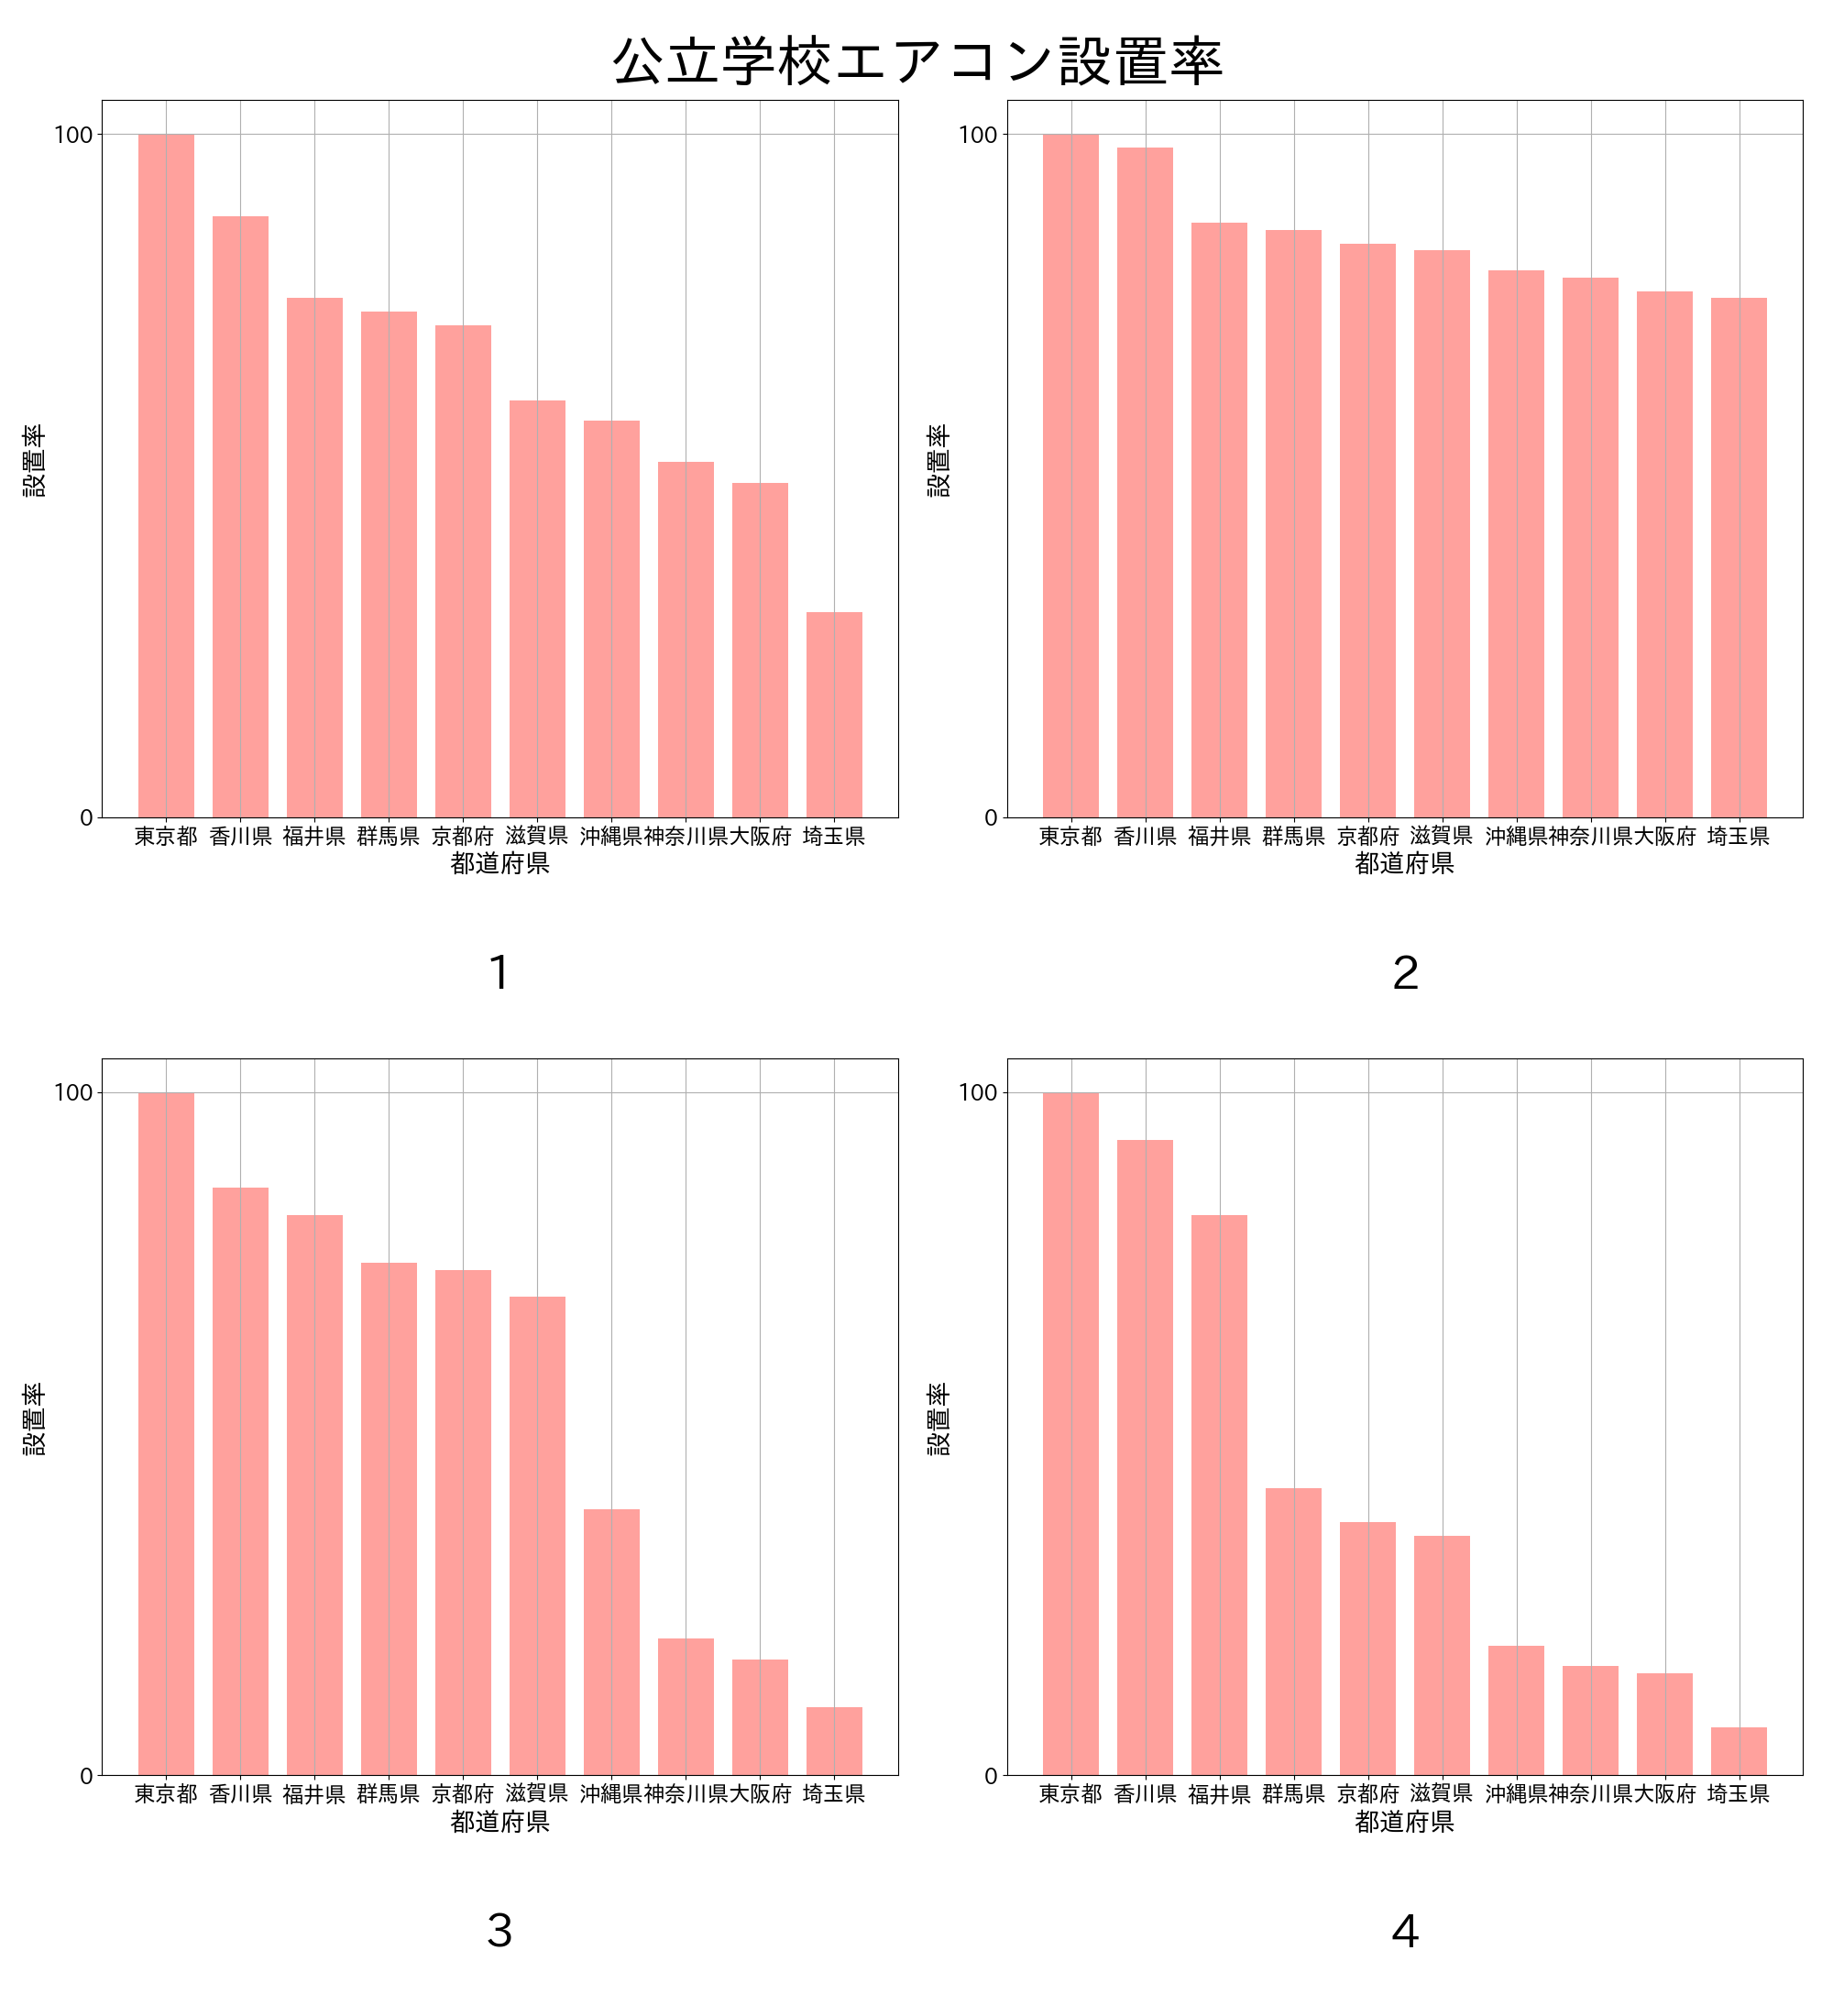 公立学校エアコン設置率
100
0
設置率
東京都 香川県 福井県 群馬県 京都府 滋賀県 沖縄県 神奈川県 大阪府 埼玉県
都道府県
1
100
0
設置率
東京都 香川県 福井県 群馬県 京都府 滋賀県 沖縄県 神奈川県 大阪府 埼玉県
都道府県
2
100
0
設置率
東京都 香川県 福井県 群馬県 京都府 滋賀県 沖縄県 神奈川県 大阪府 埼玉県
都道府県
3
100
0
設置率
東京都 香川県 福井県 群馬県 京都府 滋賀県 沖縄県 神奈川県 大阪府 埼玉県
都道府県
4